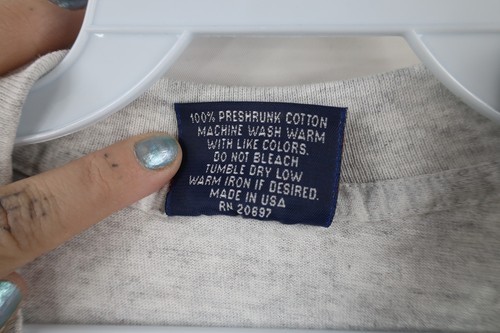 100% PRESHRUNK COTTON
MACHINE WASH WARM
WITH LIKE COLORS.
DO NOT BLEACH
TUMBLE DRY LOW
WARM IRON IF DESIRED.
MADE IN USA
RN 20697